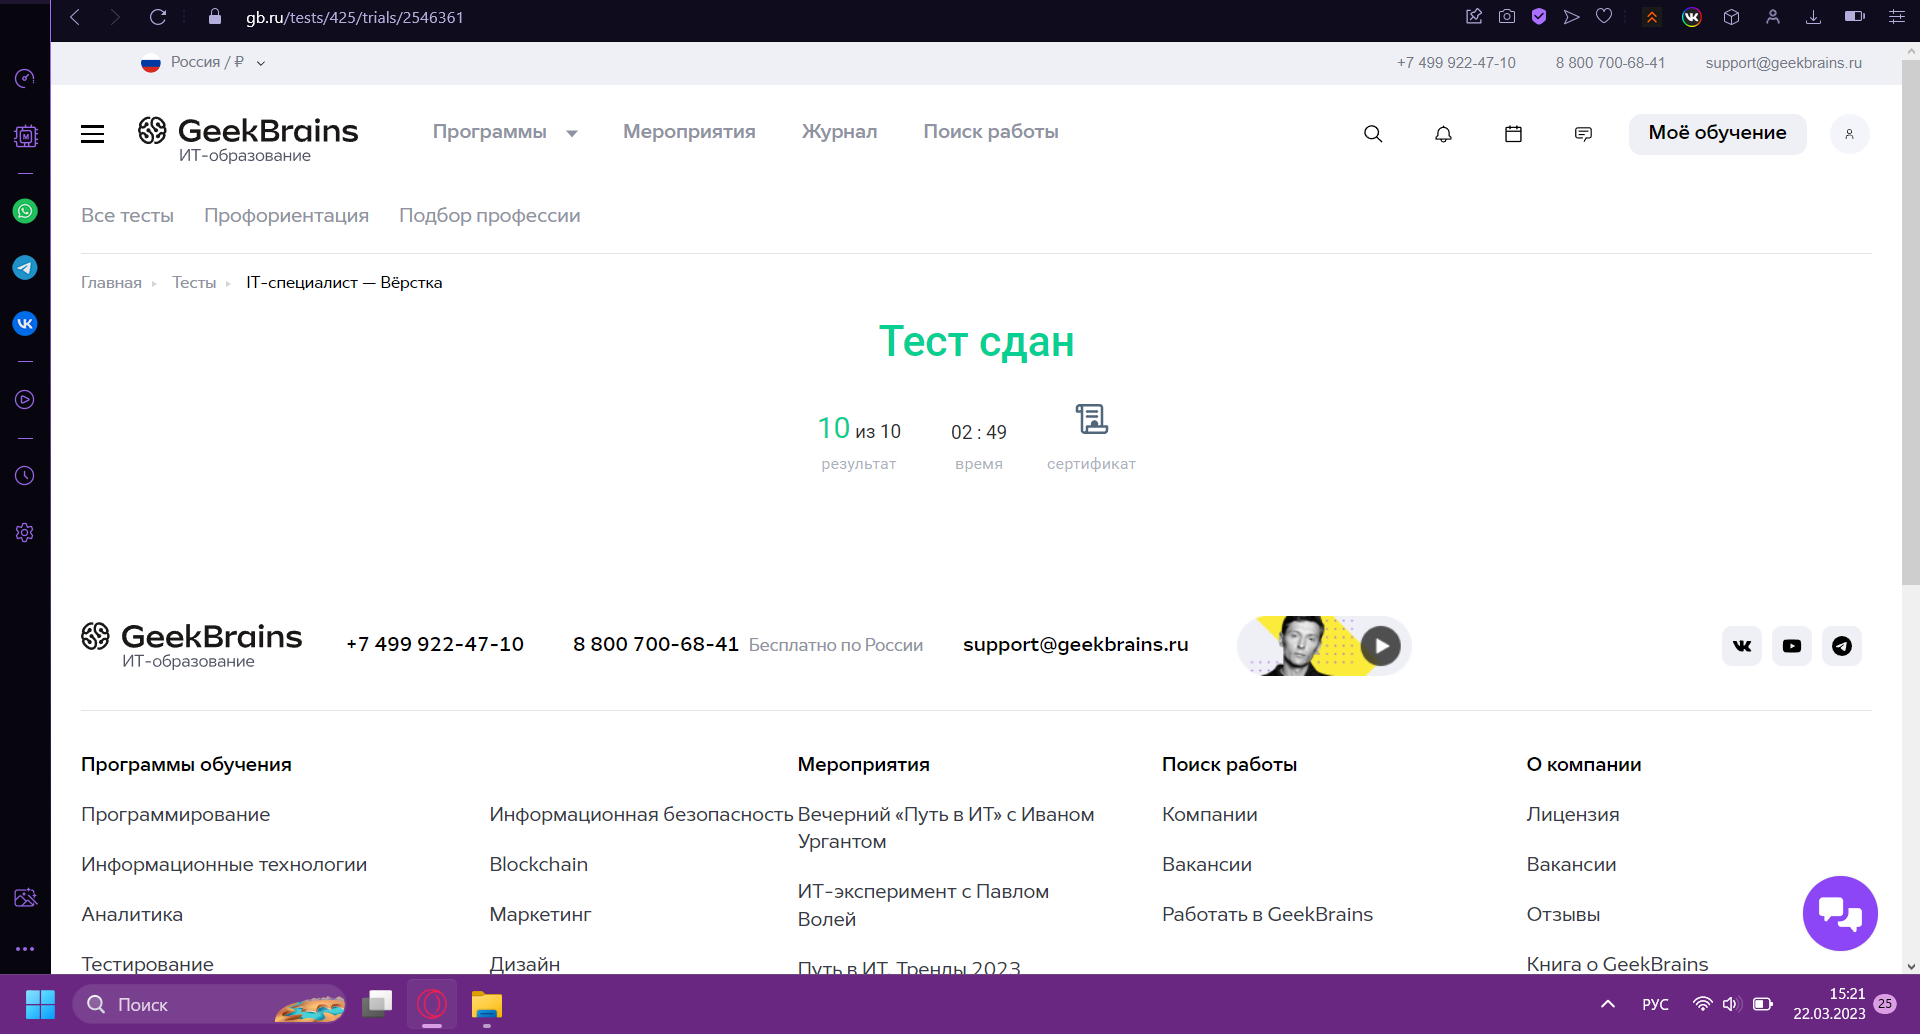 gb.ru/tests/425/trials/2546361
Россия / ₽
+7 499 922-47-10
8 800 700-68-41
support@geekbrains.ru
GeekBrains
ИТ-образование
Программы
Мероприятия
Журнал
Поиск работы
Моё обучение
Все тесты
Профориентация
Подбор профессии
Главная
Тесты
IT-специалист — Вёрстка
Тест сдан
10 из 10
результат
02 : 49
время
сертификат
GeekBrains
ИТ-образование
+7 499 922-47-10
8 800 700-68-41 Бесплатно по России
support@geekbrains.ru
Программы обучения
Программирование
Информационные технологии
Аналитика
Тестирование
Информационная безопасность
Blockchain
Маркетинг
Дизайн
Мероприятия
Вечерний «Путь в ИТ» с Иваном
Ургантом
ИТ-эксперимент с Павлом
Волей
Путь в ИТ. Тренды 2023
Поиск работы
Компании
Вакансии
Работать в GeekBrains
О компании
Лицензия
Вакансии
Отзывы
Книга о GeekBrains
Поиск
РУС
15:21
22.03.2023
25